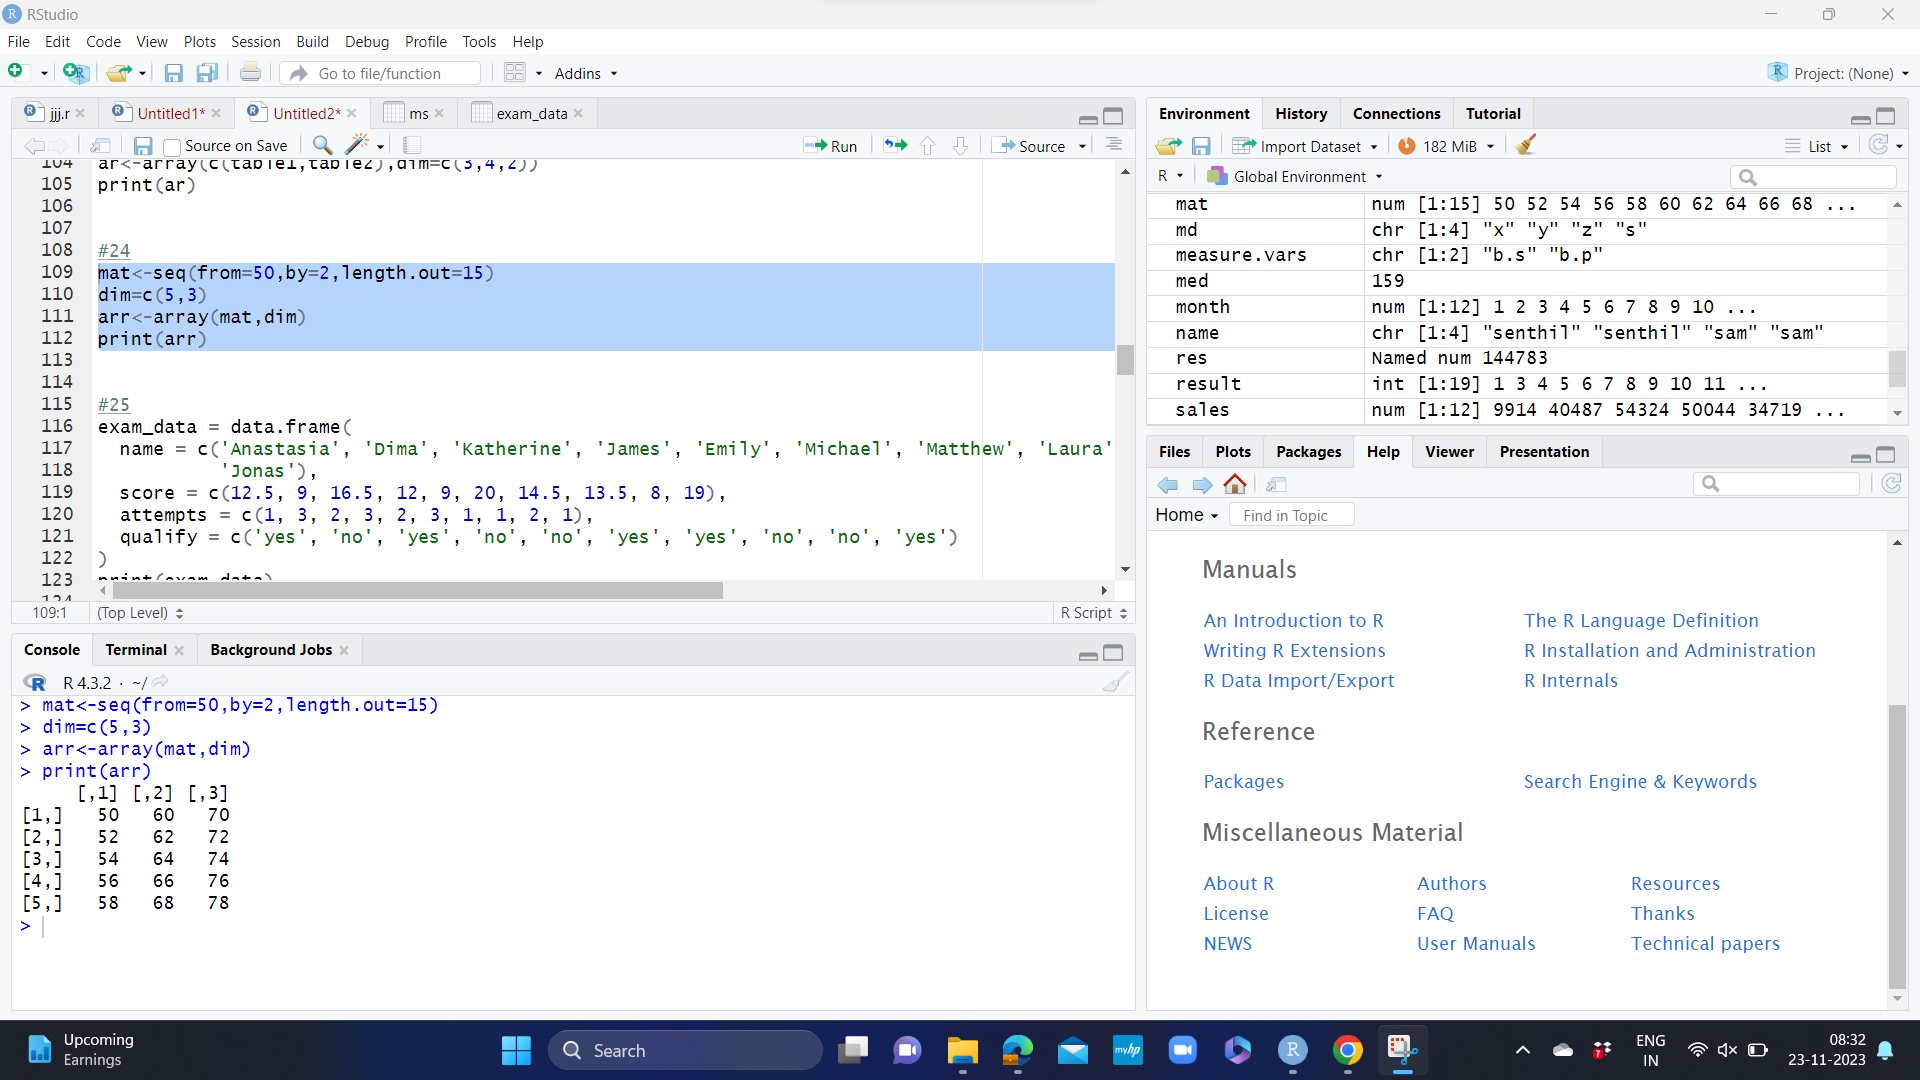 RStudio
File Edit Code View Plots Session Build Debug Profile Tools Help
Go to file/function Addins Project: (None)
jjj.r Untitled1* Untitled2* ms exam_data
Source on Save Run Source
104 ar<-array(c(table1,table2),dim=c(3,4,2))
105 print(ar)
106
107
108 #24
109 mat<-seq(from=50,by=2,length.out=15)
110 dim=c(5,3)
111 arr<-array(mat,dim)
112 print(arr)
113
114
115 #25
116 exam_data = data.frame(
117 name = c('Anastasia', 'Dima', 'Katherine', 'James', 'Emily', 'Michael', 'Matthew', 'Laura'
118 'Jonas'),
119 score = c(12.5, 9, 16.5, 12, 9, 20, 14.5, 13.5, 8, 19),
120 attempts = c(1, 3, 2, 3, 2, 3, 1, 1, 2, 1),
121 qualify = c('yes', 'no', 'yes', 'no', 'no', 'yes', 'yes', 'no', 'no', 'yes')
122 )
123 print(exam_data)
124
109:1 (Top Level) R Script
Console Terminal Background Jobs
R 4.3.2 · ~/
> mat<-seq(from=50,by=2,length.out=15)
> dim=c(5,3)
> arr<-array(mat,dim)
> print(arr)
[,1] [,2] [,3]
[1,] 50 60 70
[2,] 52 62 72
[3,] 54 64 74
[4,] 56 66 76
[5,] 58 68 78
>
Environment History Connections Tutorial
Import Dataset 182 MiB List
R Global Environment
mat num [1:15] 50 52 54 56 58 60 62 64 66 68 ...
md chr [1:4] "x" "y" "z" "s"
measure.vars chr [1:2] "b.s" "b.p"
med 159
month num [1:12] 1 2 3 4 5 6 7 8 9 10 ...
name chr [1:4] "senthil" "senthil" "sam" "sam"
res Named num 144783
result int [1:19] 1 3 4 5 6 7 8 9 10 11 ...
sales num [1:12] 9914 40487 54324 50044 34719 ...
Files Plots Packages Help Viewer Presentation
Home Find in Topic
Manuals
An Introduction to R The R Language Definition
Writing R Extensions R Installation and Administration
R Data Import/Export R Internals
Reference
Packages Search Engine & Keywords
Miscellaneous Material
About R Authors Resources
License FAQ Thanks
NEWS User Manuals Technical papers
Upcoming
Earnings
Search
myhp
R
7
ENG
IN
08:32
23-11-2023